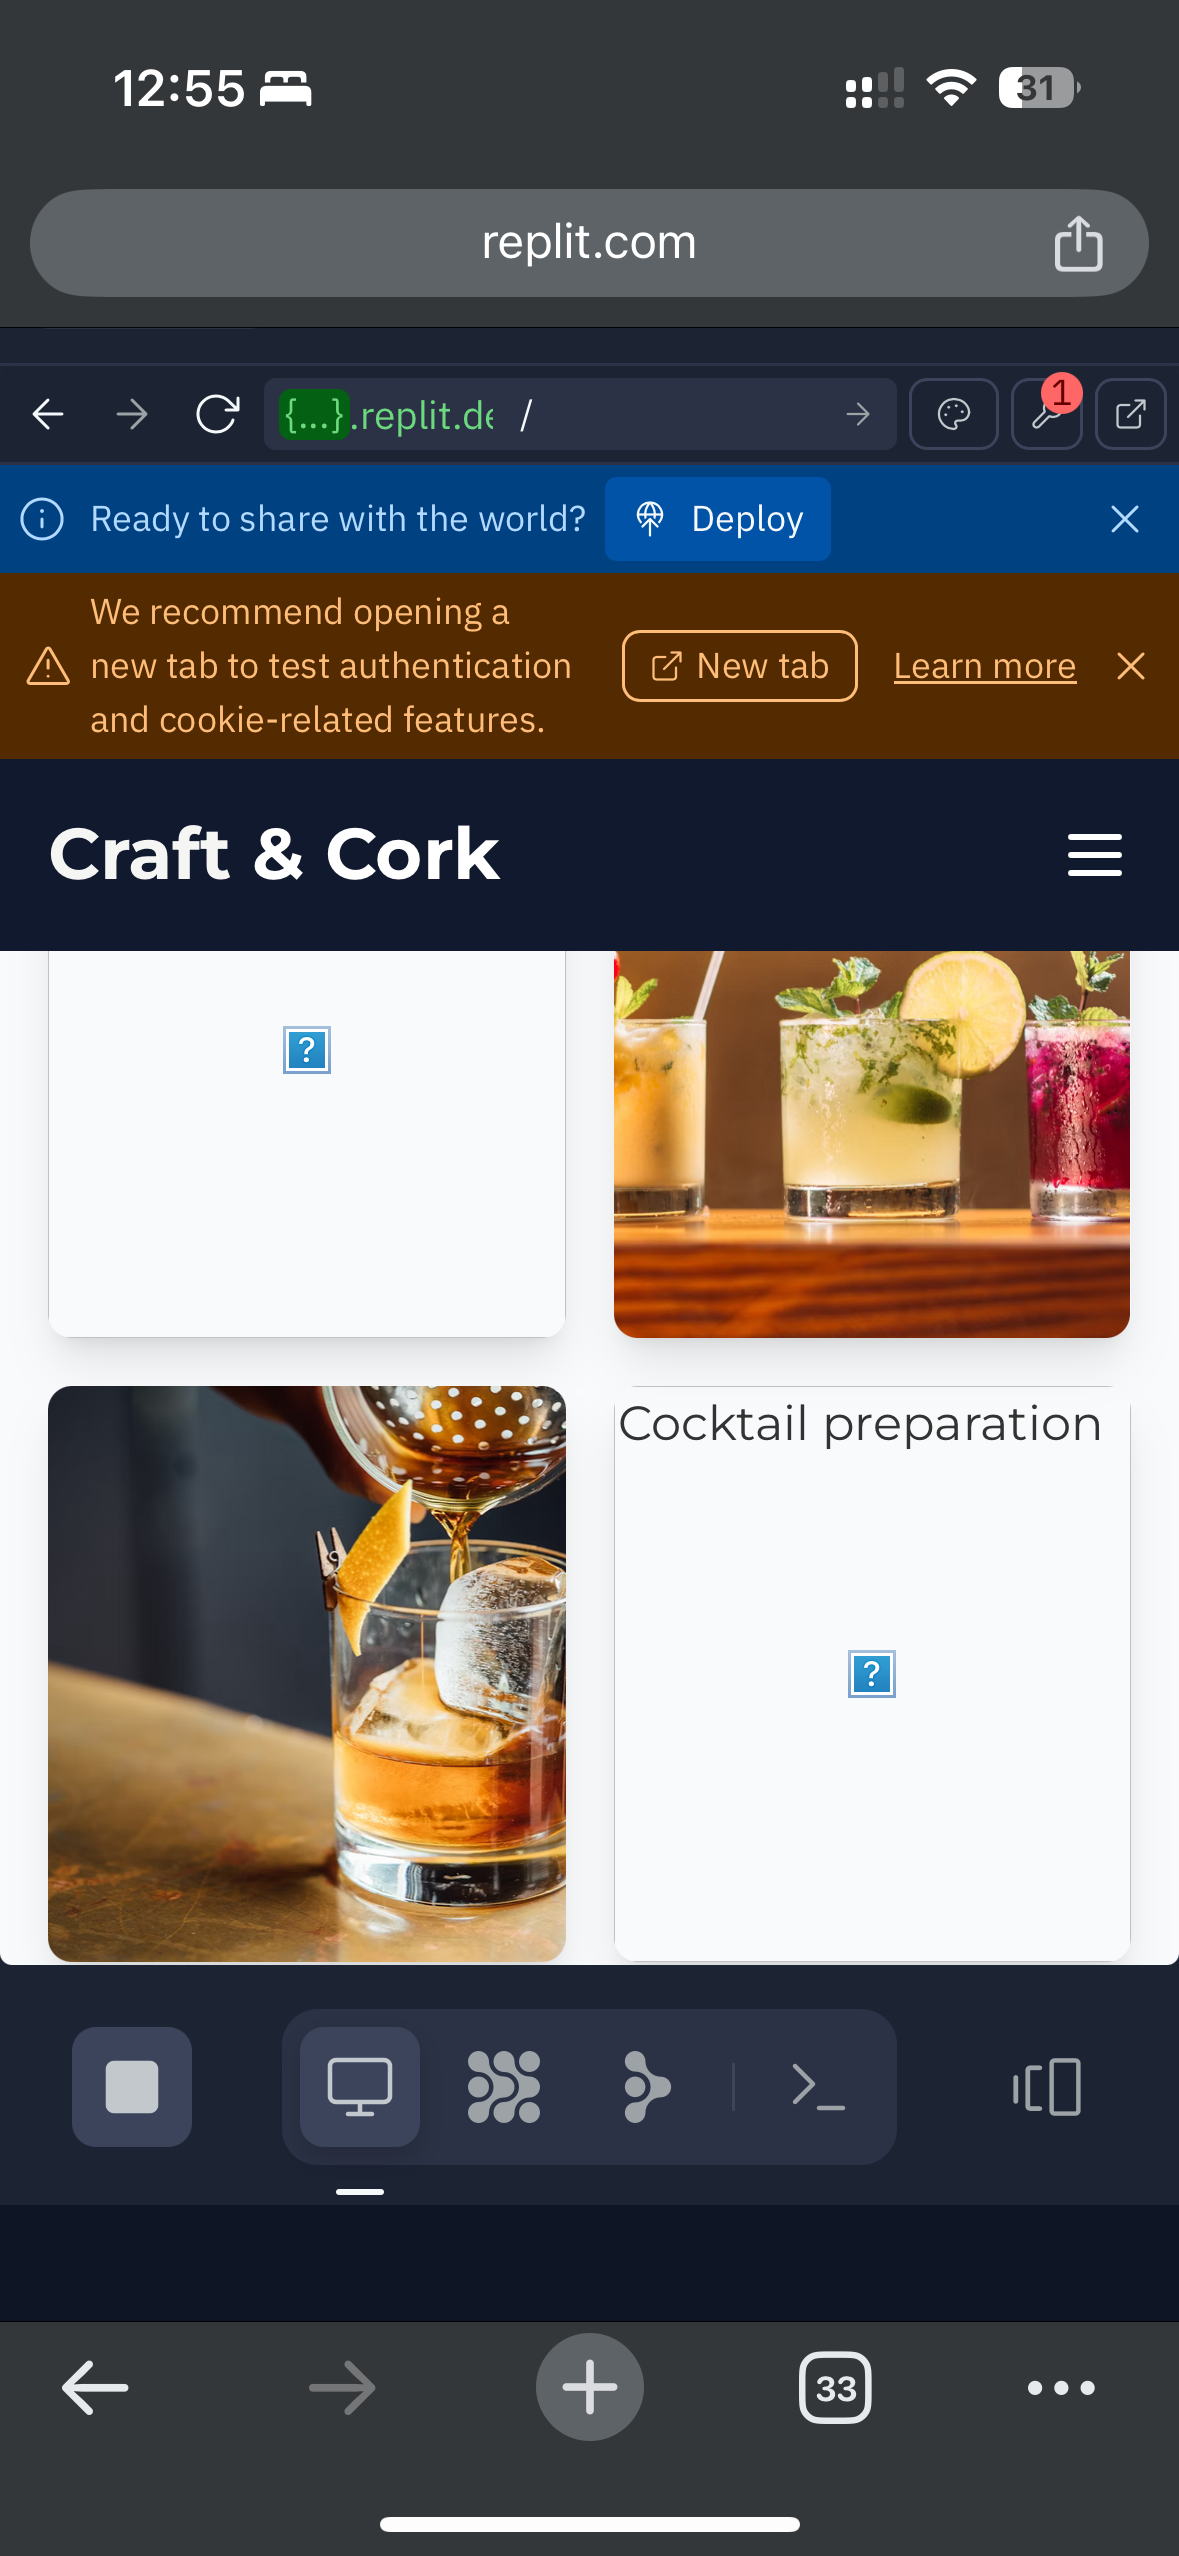 12:55
31
replit.com
{...}.replit.de /
1
Ready to share with the world?
Deploy
We recommend opening a
new tab to test authentication
and cookie-related features.
New tab
Learn more
Craft & Cork
?
Cocktail preparation
?
33